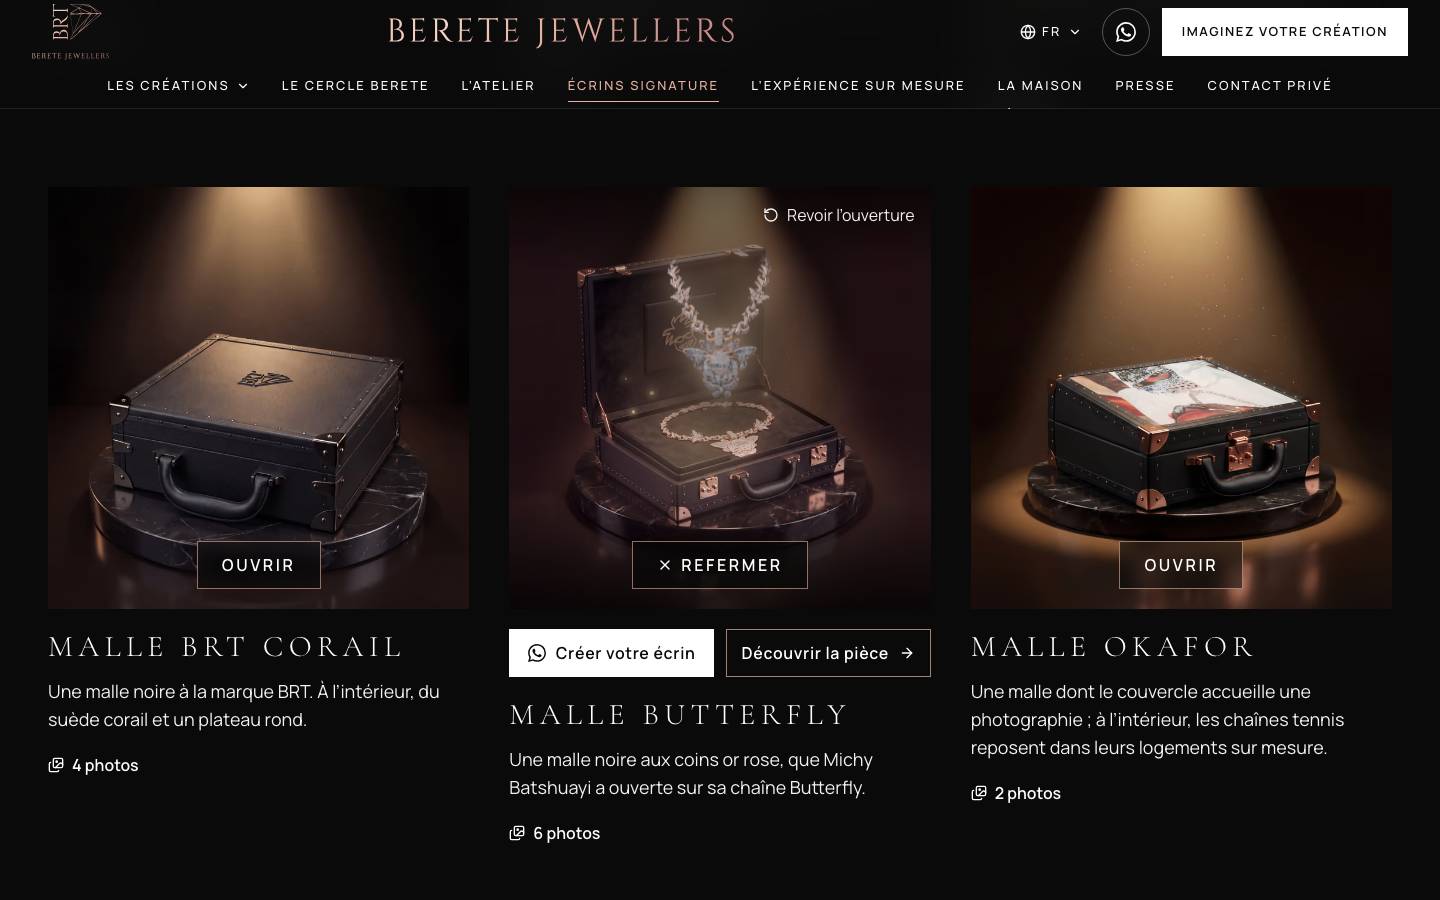 BRT
BERETE JEWELLERS
BERETE JEWELLERS
FR
IMAGINEZ VOTRE CRÉATION
LES CRÉATIONS
LE CERCLE BERETE
L'ATELIER
ÉCRINS SIGNATURE
L'EXPÉRIENCE SUR MESURE
LA MAISON
PRESSE
CONTACT PRIVÉ
BRT
OUVRIR
MALLE BRT CORAIL
Une malle noire à la marque BRT. À l'intérieur, du
suède corail et un plateau rond.
4 photos
Revoir l'ouverture
REFERMER
Créer votre écrin
Découvrir la pièce
MALLE BUTTERFLY
Une malle noire aux coins or rose, que Michy
Batshuayi a ouverte sur sa chaîne Butterfly.
6 photos
OUVRIR
MALLE OKAFOR
Une malle dont le couvercle accueille une
photographie ; à l'intérieur, les chaînes tennis
reposent dans leurs logements sur mesure.
2 photos